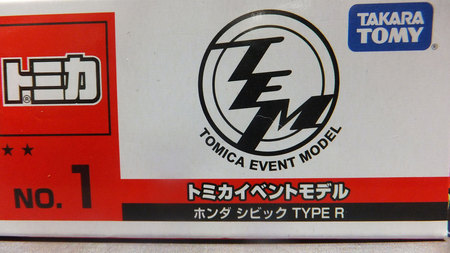 トミカ
®
★★
NO. 1
TEM
TOMICA EVENT MODEL
TAKARA
TOMY
トミカイベントモデル
ホンダ シビック TYPE R